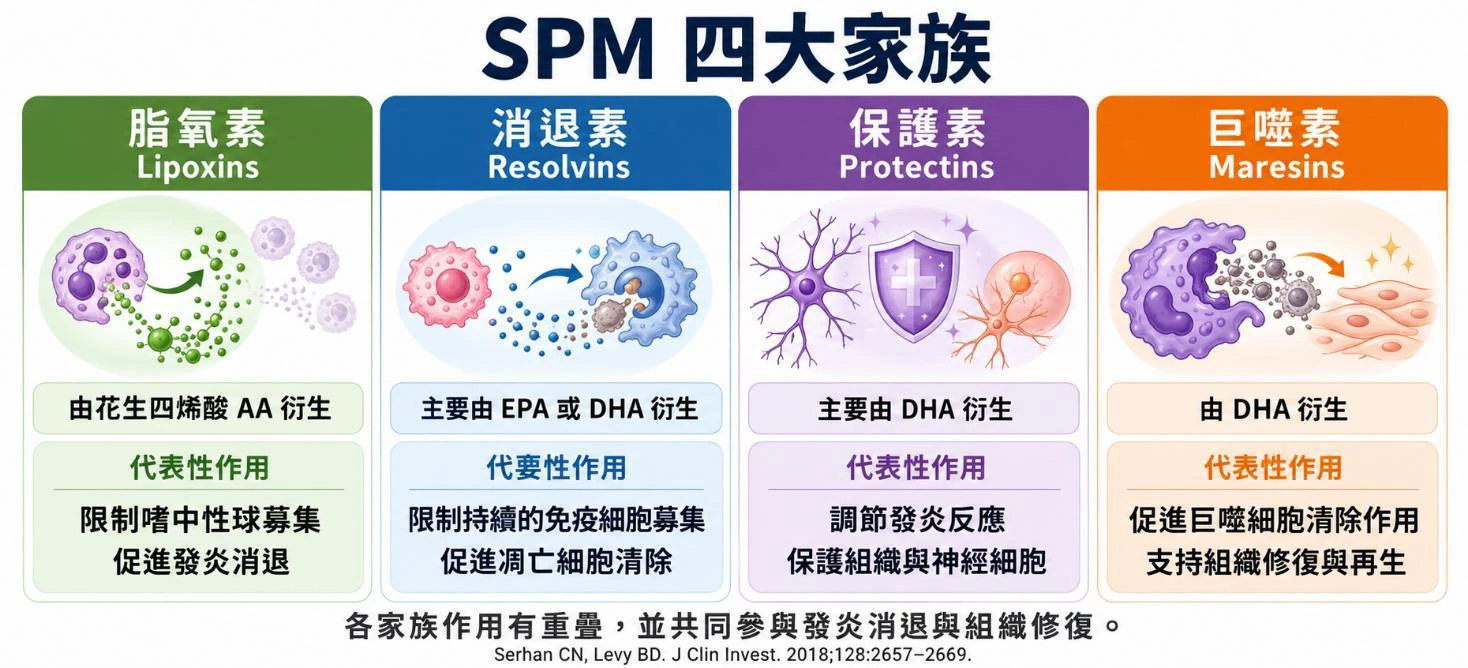 SPM 四大家族
脂氧素
Lipoxins
由花生四烯酸 AA 衍生
代表性作用
限制嗜中性球募集
促進發炎消退
消退素
Resolvins
主要由 EPA 或 DHA 衍生
代要性作用
限制持續的免疫細胞募集
促進凋亡細胞清除
保護素
Protectins
主要由 DHA 衍生
代表性作用
調節發炎反應
保護組織與神經細胞
巨噬素
Maresins
由 DHA 衍生
代表性作用
促進巨噬細胞清除作用
支持組織修復與再生
各家族作用有重疊，並共同參與發炎消退與組織修復。
Serhan CN, Levy BD. J Clin Invest. 2018;128:2657–2669.